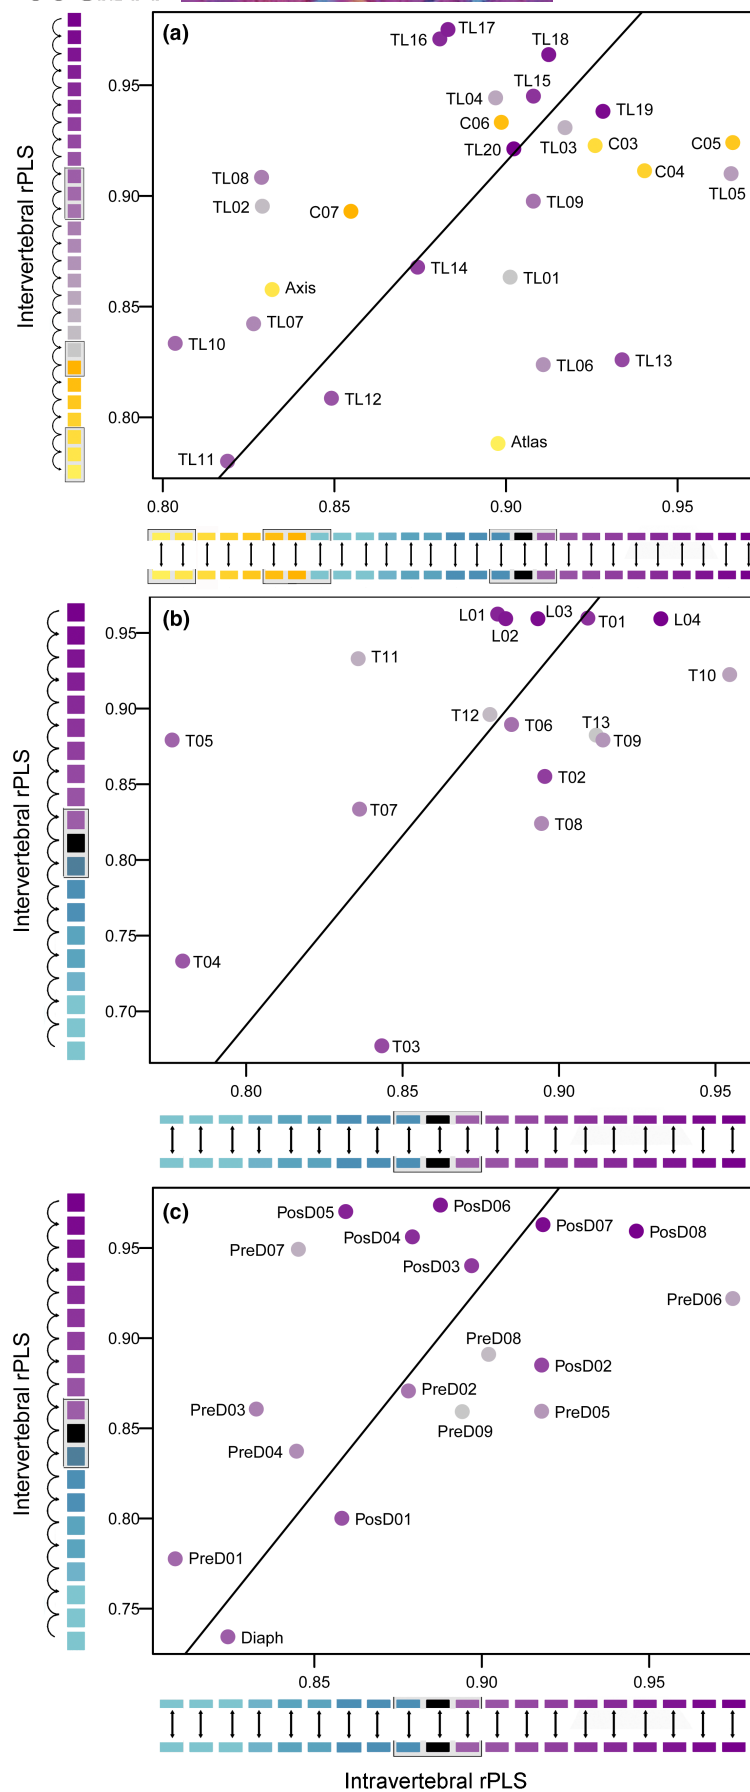 (a)
TL17
TL16
TL18
TL15
0.95
TL04
TL19
C06
TL20
TL03
C03
C05
C04
TL08
TL05
0.90
TL02
C07
TL09
Intervertebral rPLS
TL14
TL01
Axis
0.85
TL07
TL10
TL06
TL13
TL12
0.80
Atlas
TL11
0.80
0.85
0.90
0.95
(b)
L01
L03
T01
L04
L02
0.95
T11
T10
0.90
T12
T06
T13
T09
T05
0.85
T02
Intervertebral rPLS
T07
T08
0.80
0.75
T04
0.70
T03
0.80
0.85
0.90
0.95
(c)
PosD06
PosD05
PosD07
PosD08
PosD04
PreD07
0.95
PosD03
PreD06
0.90
PreD08
PosD02
PreD02
Intervertebral rPLS
PreD03
PreD05
0.85
PreD09
PreD04
0.80
PosD01
PreD01
0.75
Diaph
0.85
0.90
0.95
Intravertebral rPLS